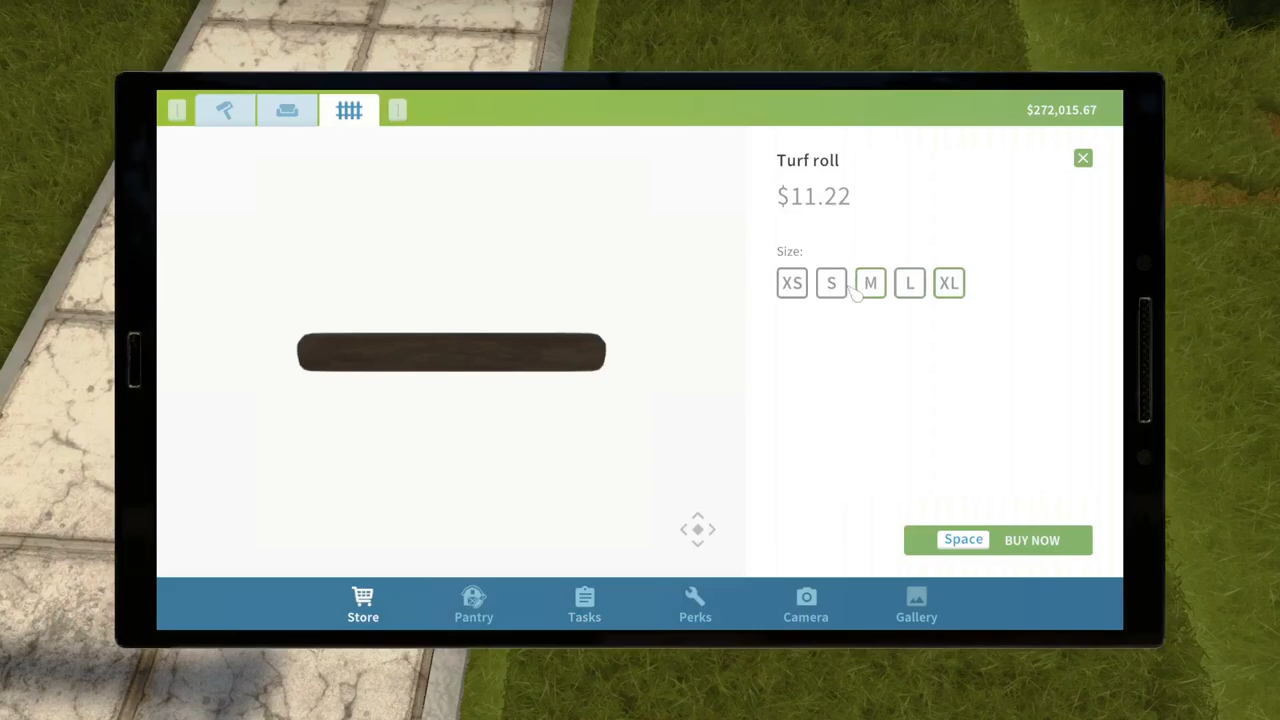 $272,015.67
Turf roll
$11.22
Size:
XS S M L XL
Space BUY NOW
Store Pantry Tasks Perks Camera Gallery